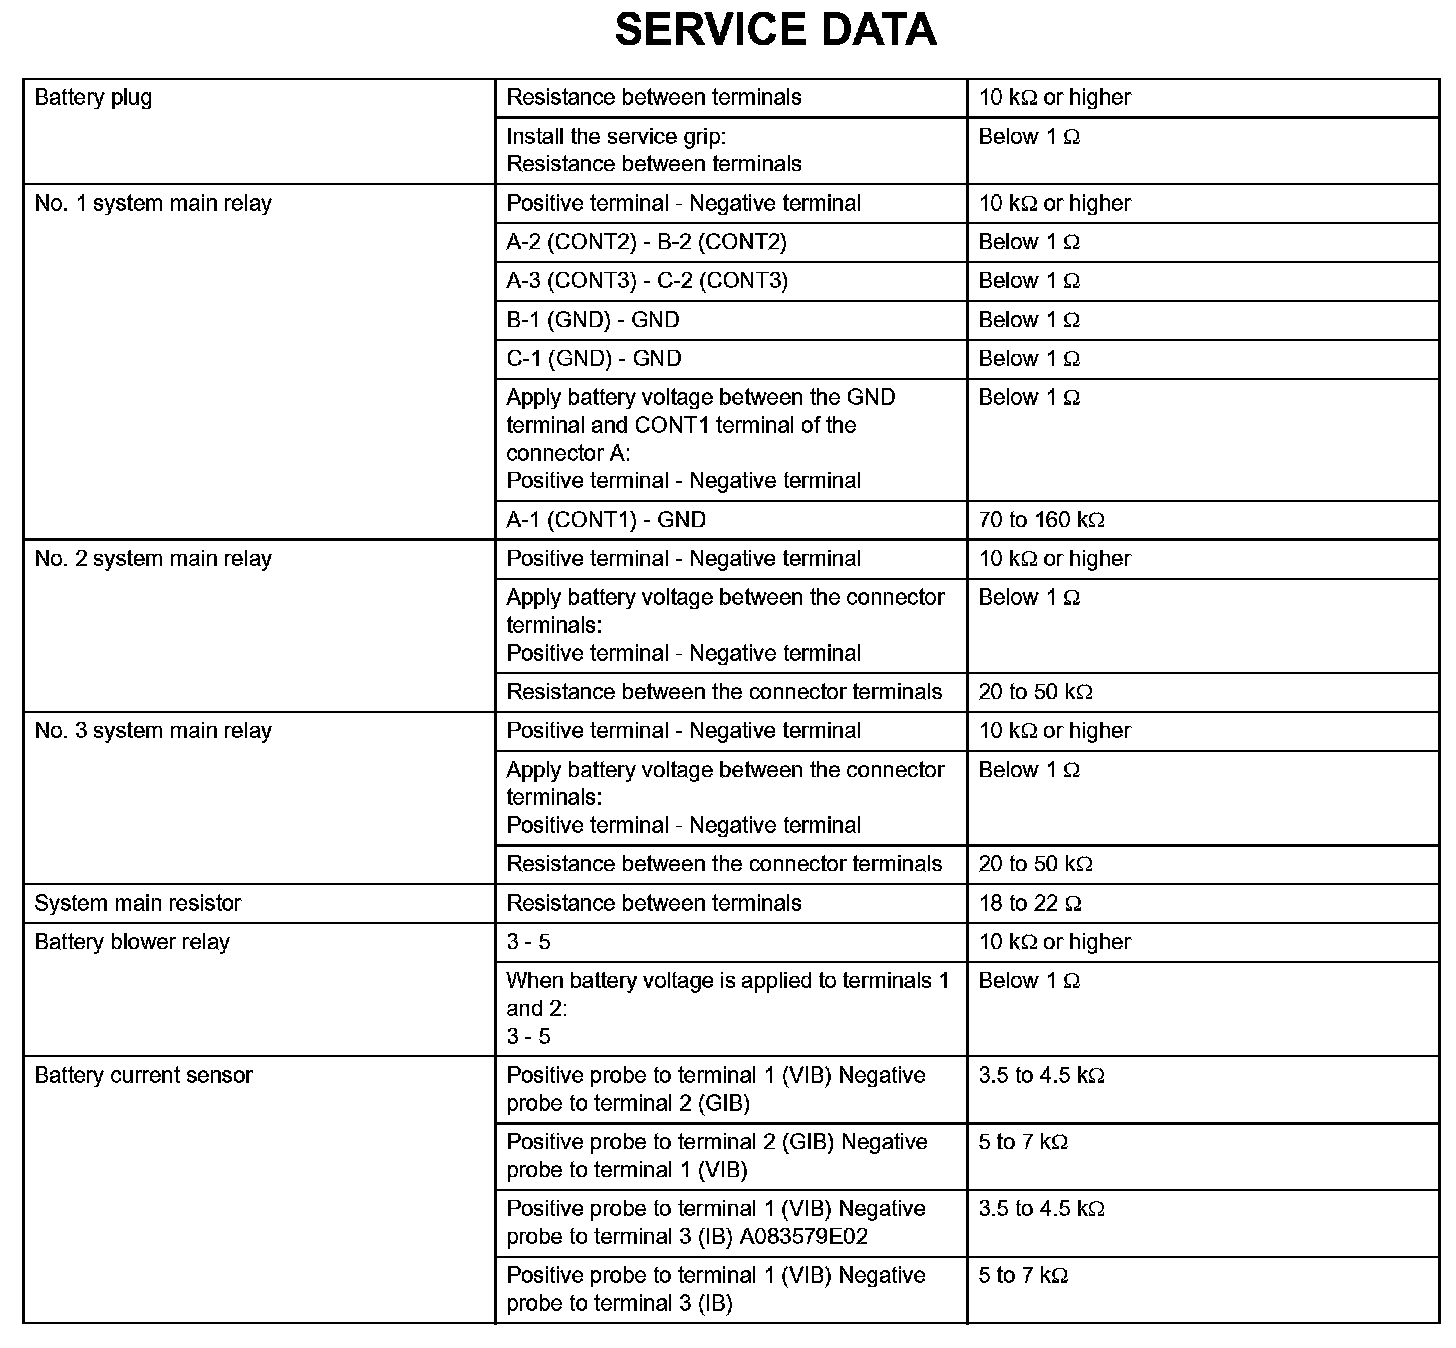 SERVICE DATA
Battery plug
Resistance between terminals
10 kΩ or higher
Install the service grip:
Resistance between terminals
Below 1 Ω
No. 1 system main relay
Positive terminal - Negative terminal
10 kΩ or higher
A-2 (CONT2) - B-2 (CONT2)
Below 1 Ω
A-3 (CONT3) - C-2 (CONT3)
Below 1 Ω
B-1 (GND) - GND
Below 1 Ω
C-1 (GND) - GND
Below 1 Ω
Apply battery voltage between the GND
terminal and CONT1 terminal of the
connector A:
Positive terminal - Negative terminal
Below 1 Ω
A-1 (CONT1) - GND
70 to 160 kΩ
No. 2 system main relay
Positive terminal - Negative terminal
10 kΩ or higher
Apply battery voltage between the connector
terminals:
Positive terminal - Negative terminal
Below 1 Ω
Resistance between the connector terminals
20 to 50 kΩ
No. 3 system main relay
Positive terminal - Negative terminal
10 kΩ or higher
Apply battery voltage between the connector
terminals:
Positive terminal - Negative terminal
Below 1 Ω
Resistance between the connector terminals
20 to 50 kΩ
System main resistor
Resistance between terminals
18 to 22 Ω
Battery blower relay
3 - 5
10 kΩ or higher
When battery voltage is applied to terminals 1
and 2:
3 - 5
Below 1 Ω
Battery current sensor
Positive probe to terminal 1 (VIB) Negative
probe to terminal 2 (GIB)
3.5 to 4.5 kΩ
Positive probe to terminal 2 (GIB) Negative
probe to terminal 1 (VIB)
5 to 7 kΩ
Positive probe to terminal 1 (VIB) Negative
probe to terminal 3 (IB) A083579E02
3.5 to 4.5 kΩ
Positive probe to terminal 1 (VIB) Negative
probe to terminal 3 (IB)
5 to 7 kΩ